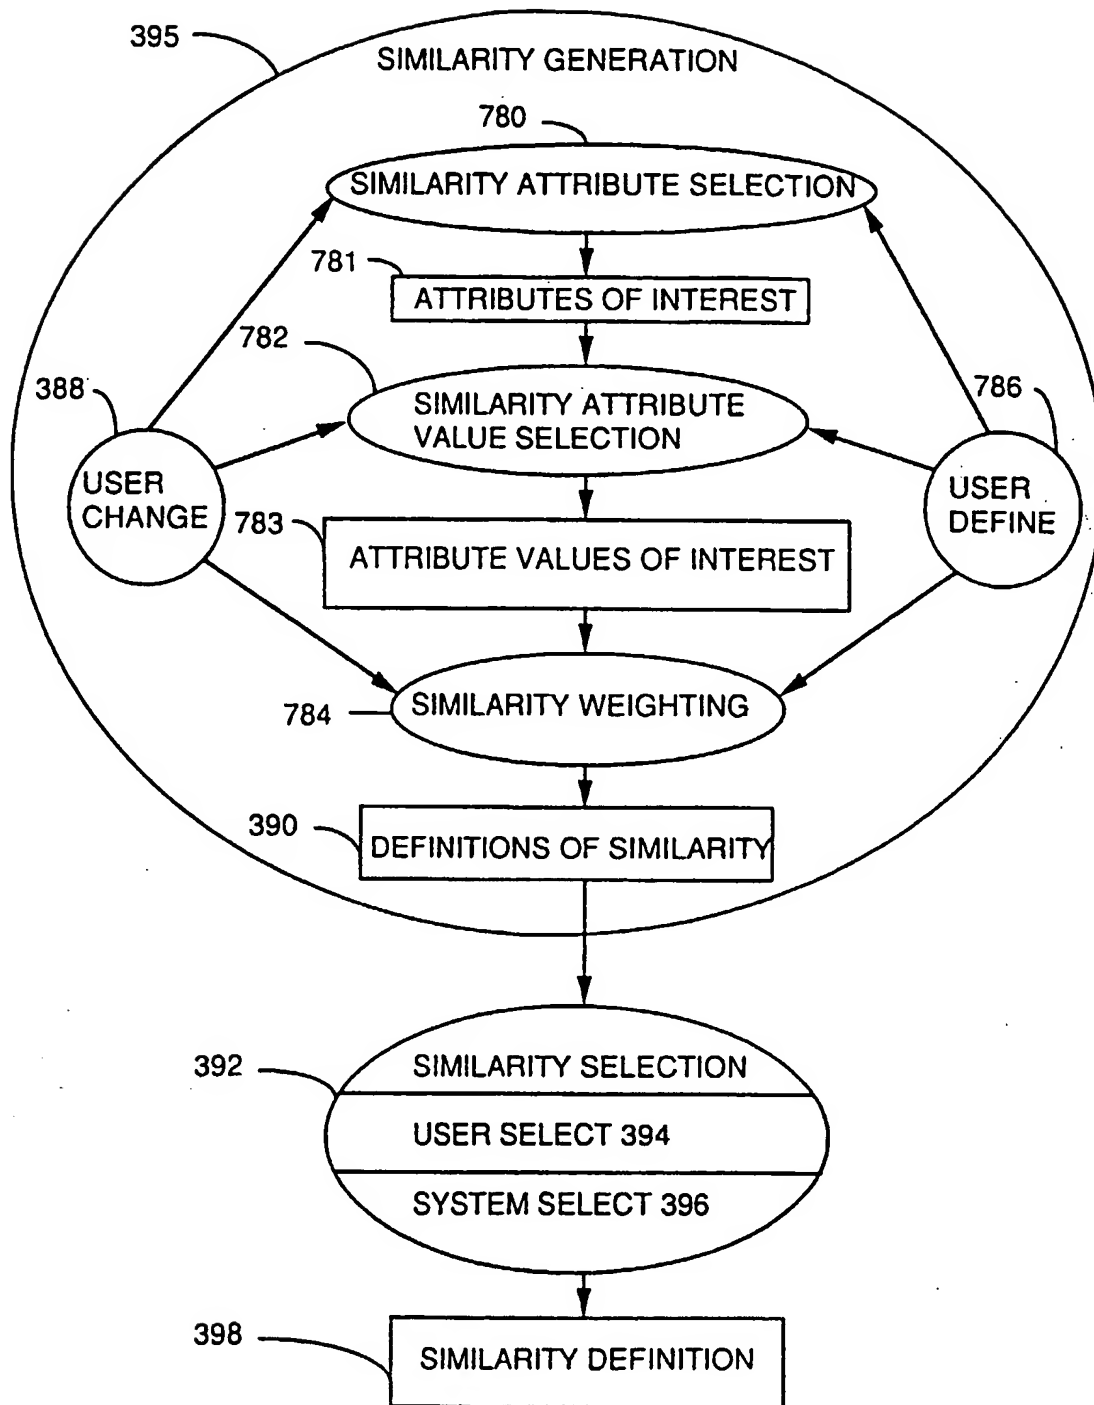 395
SIMILARITY GENERATION
780
SIMILARITY ATTRIBUTE SELECTION
781
ATTRIBUTES OF INTEREST
782
388
SIMILARITY ATTRIBUTE
VALUE SELECTION
786
USER
CHANGE
USER
DEFINE
783
ATTRIBUTE VALUES OF INTEREST
784
SIMILARITY WEIGHTING
390
DEFINITIONS OF SIMILARITY
392
SIMILARITY SELECTION
USER SELECT 394
SYSTEM SELECT 396
398
SIMILARITY DEFINITION